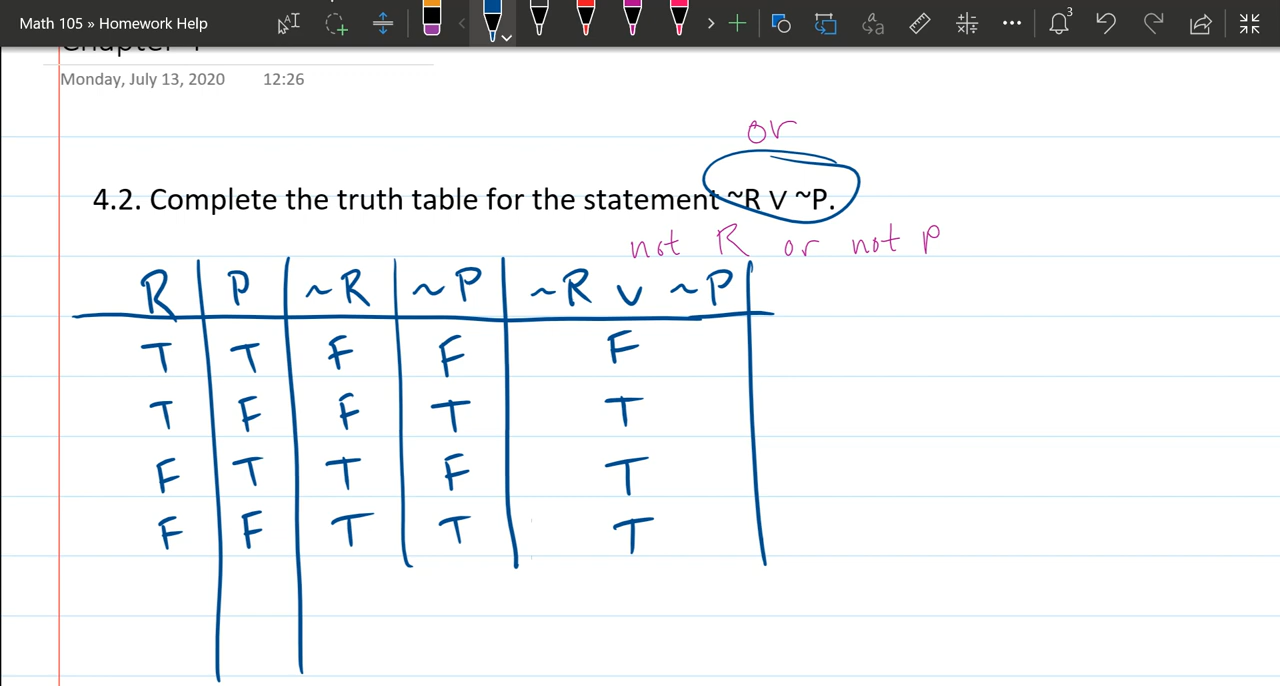 Math 105 » Homework Help
3
Monday, July 13, 2020 12:26
or
4.2. Complete the truth table for the statement ~R ∨ ~P.
not R or not p
R P ~R ~P ~R ∨ ~P
T T F F F
T F F T T
F T T F T
F F T T T